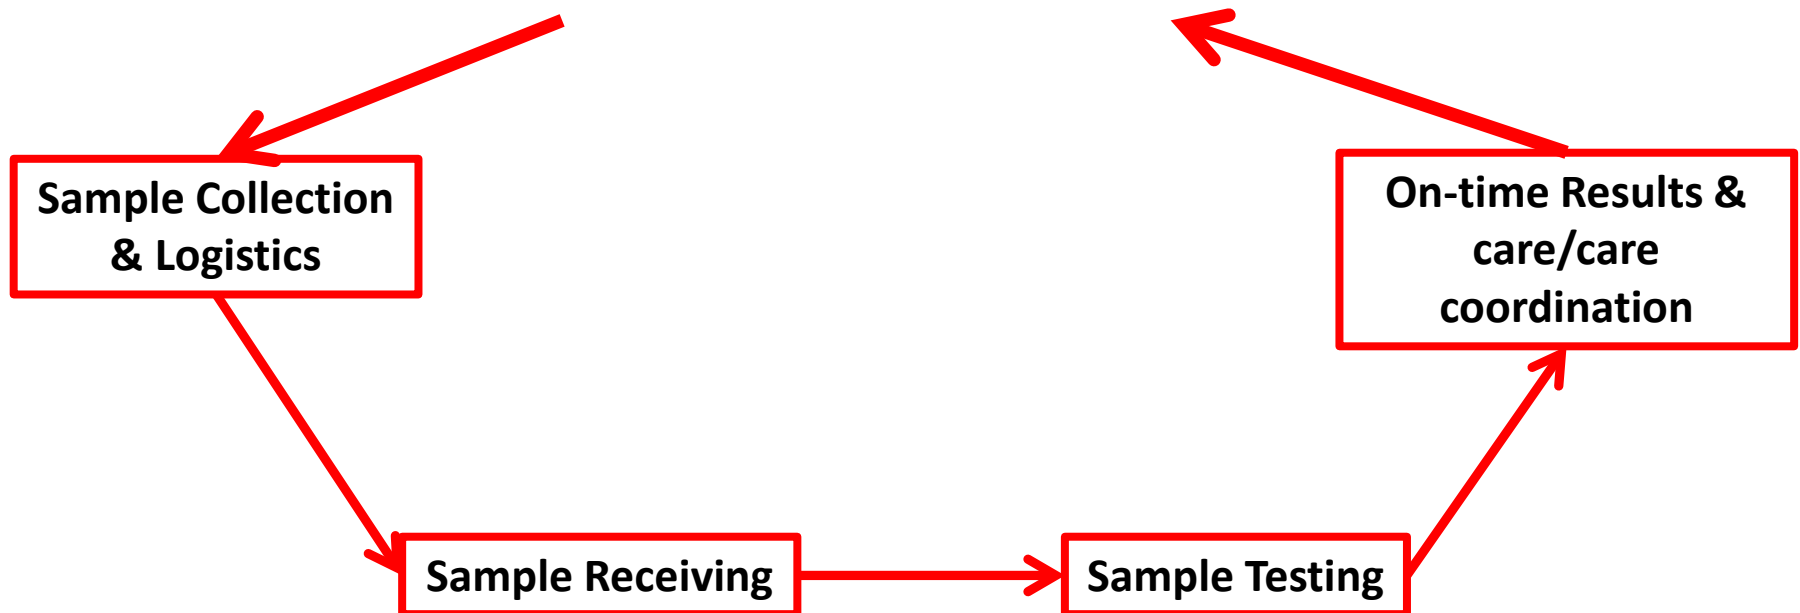 Sample Collection
& Logistics
On-time Results &
care/care
coordination
Sample Receiving
Sample Testing